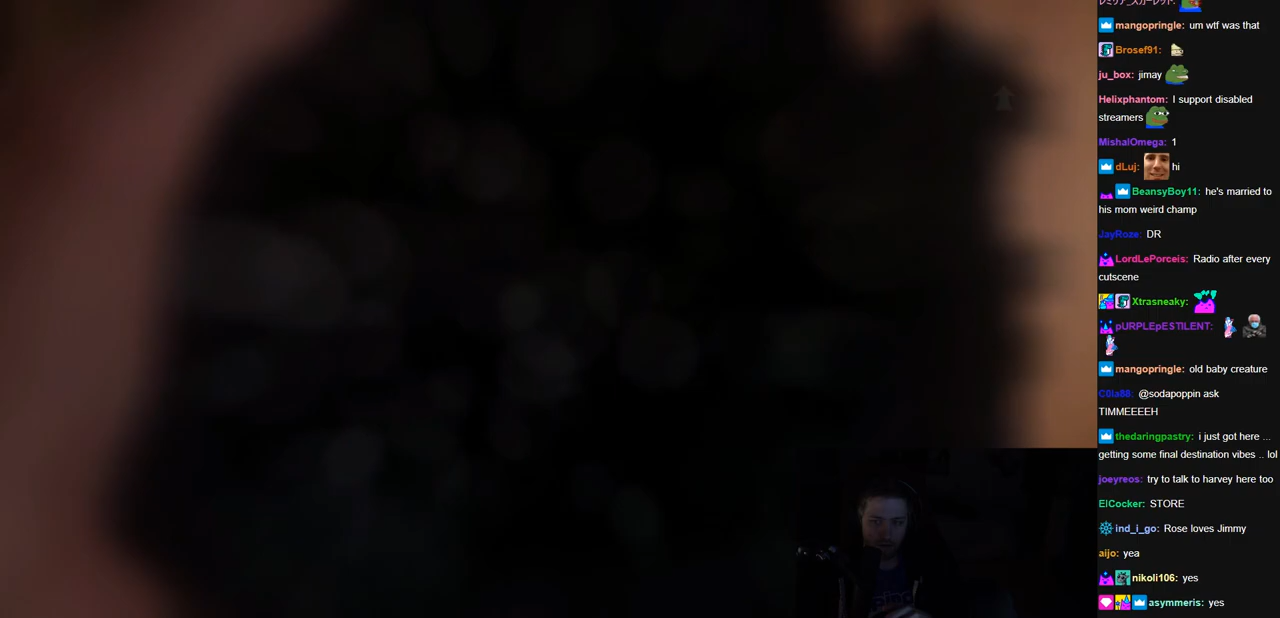 mangopringle: um wtf was that
Brosef91:
ju_box: jimay
Helixphantom: I support disabled
streamers
MishalOmega: 1
dLuj: hi
BeansyBoy11: he's married to
his mom weird champ
JayRoze: DR
LordLePorceis: Radio after every
cutscene
Xtrasneaky:
pURPLEpESTILENT:
mangopringle: old baby creature
C0la88: @sodapoppin ask
TIMMEEEEH
thedaringpastry: i just got here ...
getting some final destination vibes .. lol
joeyreos: try to talk to harvey here too
ElCocker: STORE
ind_i_go: Rose loves Jimmy
aijo: yea
nikoli106: yes
asymmeris: yes